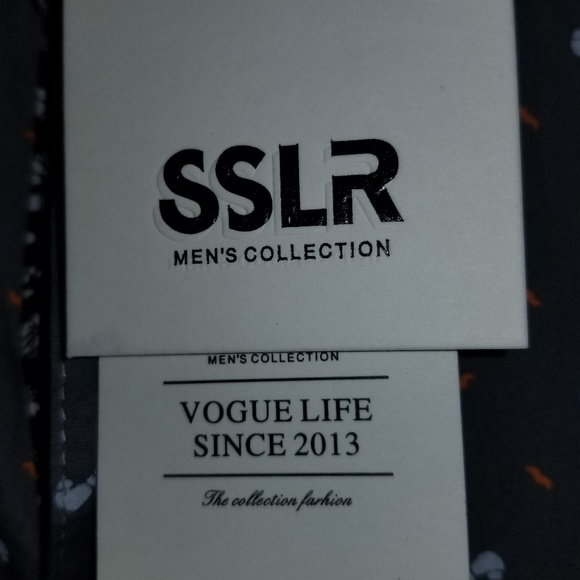 SSLR
MEN'S COLLECTION
MEN'S COLLECTION
VOGUE LIFE
SINCE 2013
The collection farhion